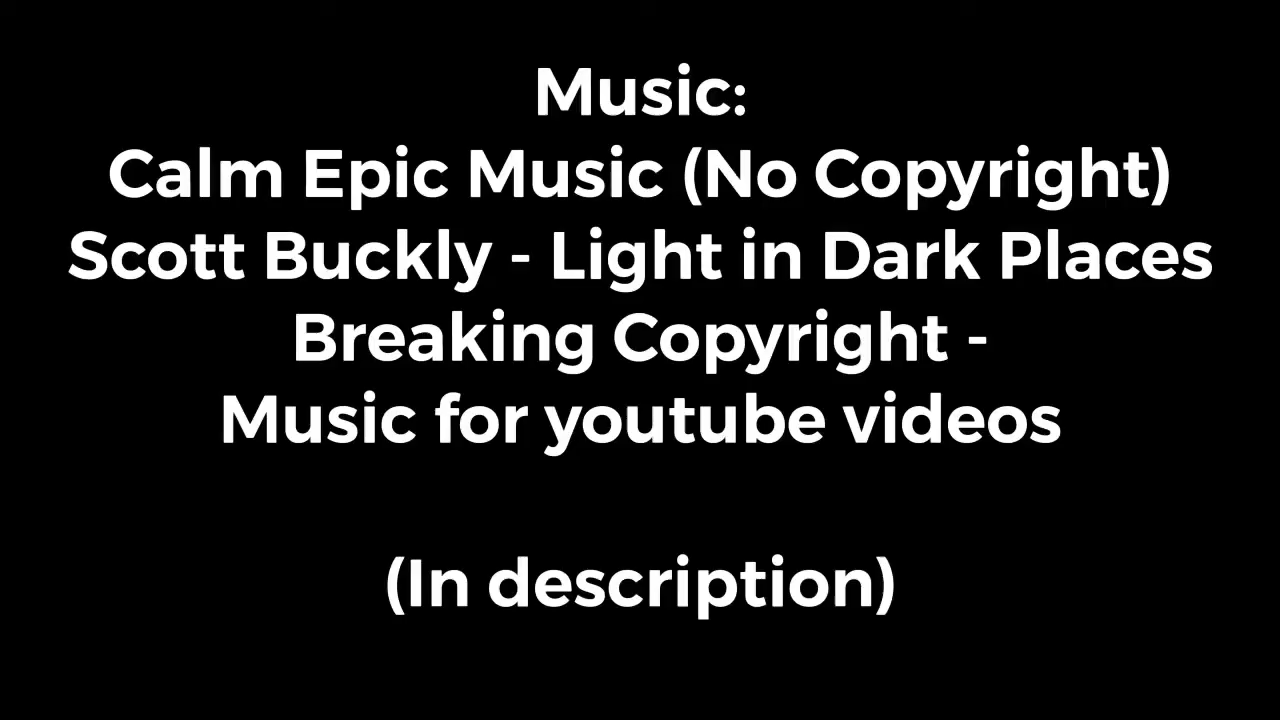 Music:
Calm Epic Music (No Copyright)
Scott Buckly - Light in Dark Places
Breaking Copyright -
Music for youtube videos
(In description)